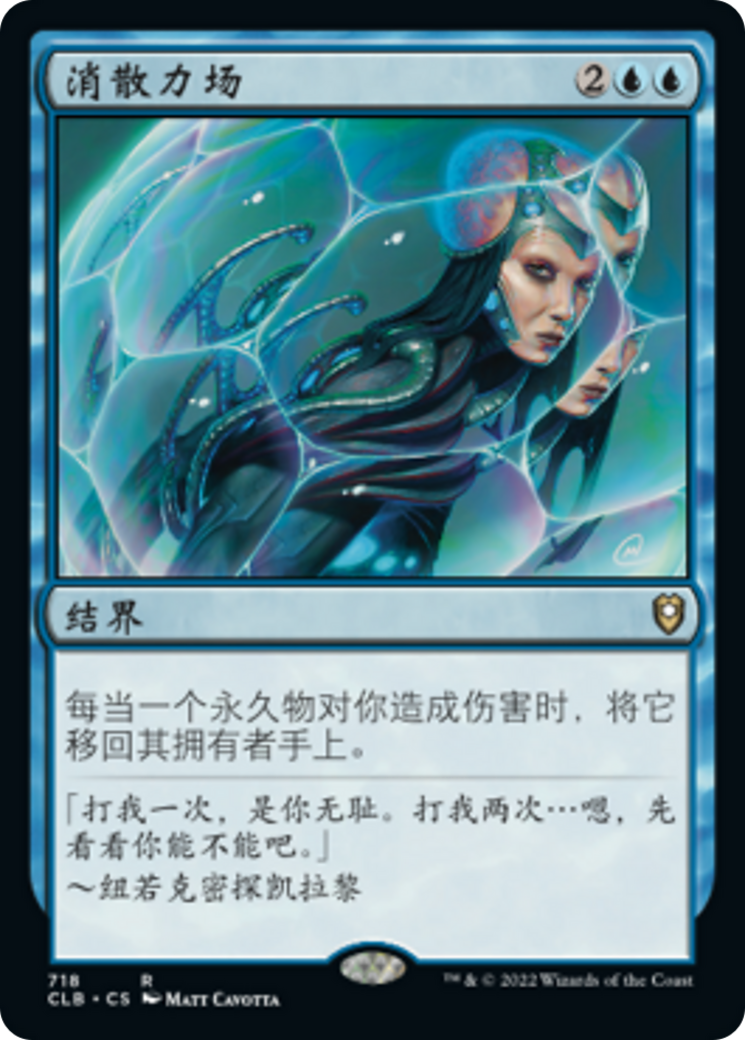 消散力场 2
结界
每当一个永久物对你造成伤害时，将它
移回其拥有者手上。
「打我一次，是你无耻。打我两次…嗯，先
看看你能不能吧。」
～纽若克密探凯拉黎
718 R
CLB • CS Matt Cavotta
™ & © 2022 Wizards of the Coast